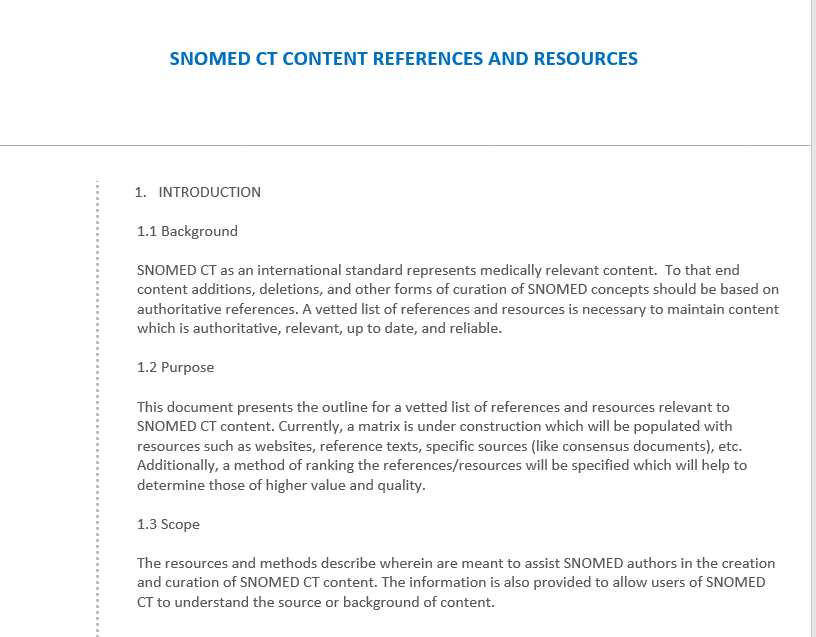 SNOMED CT CONTENT REFERENCES AND RESOURCES
1. INTRODUCTION
1.1 Background
SNOMED CT as an international standard represents medically relevant content.  To that end
content additions, deletions, and other forms of curation of SNOMED concepts should be based on
authoritative references. A vetted list of references and resources is necessary to maintain content
which is authoritative, relevant, up to date, and reliable.
1.2 Purpose
This document presents the outline for a vetted list of references and resources relevant to
SNOMED CT content. Currently, a matrix is under construction which will be populated with
resources such as websites, reference texts, specific sources (like consensus documents), etc.
Additionally, a method of ranking the references/resources will be specified which will help to
determine those of higher value and quality.
1.3 Scope
The resources and methods describe wherein are meant to assist SNOMED authors in the creation
and curation of SNOMED CT content. The information is also provided to allow users of SNOMED
CT to understand the source or background of content.